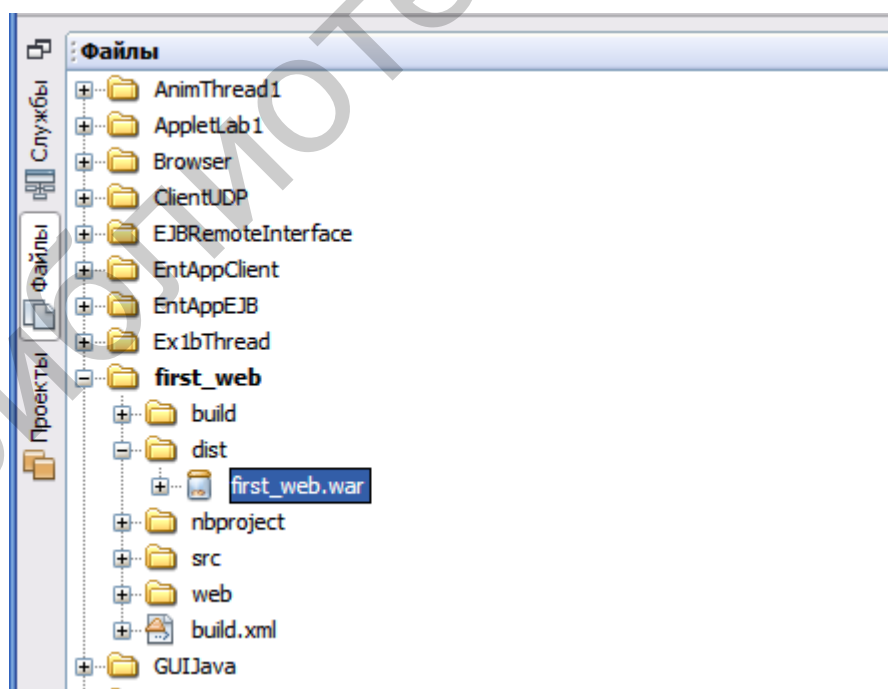 Файлы
AnimThread1
AppletLab1
Browser
ClientUDP
EJBRemoteInterface
EntAppClient
EntAppEJB
Ex1bThread
first_web
build
dist
first_web.war
nbproject
src
web
build.xml
GUIJava
Службы
Файлы
Проекты